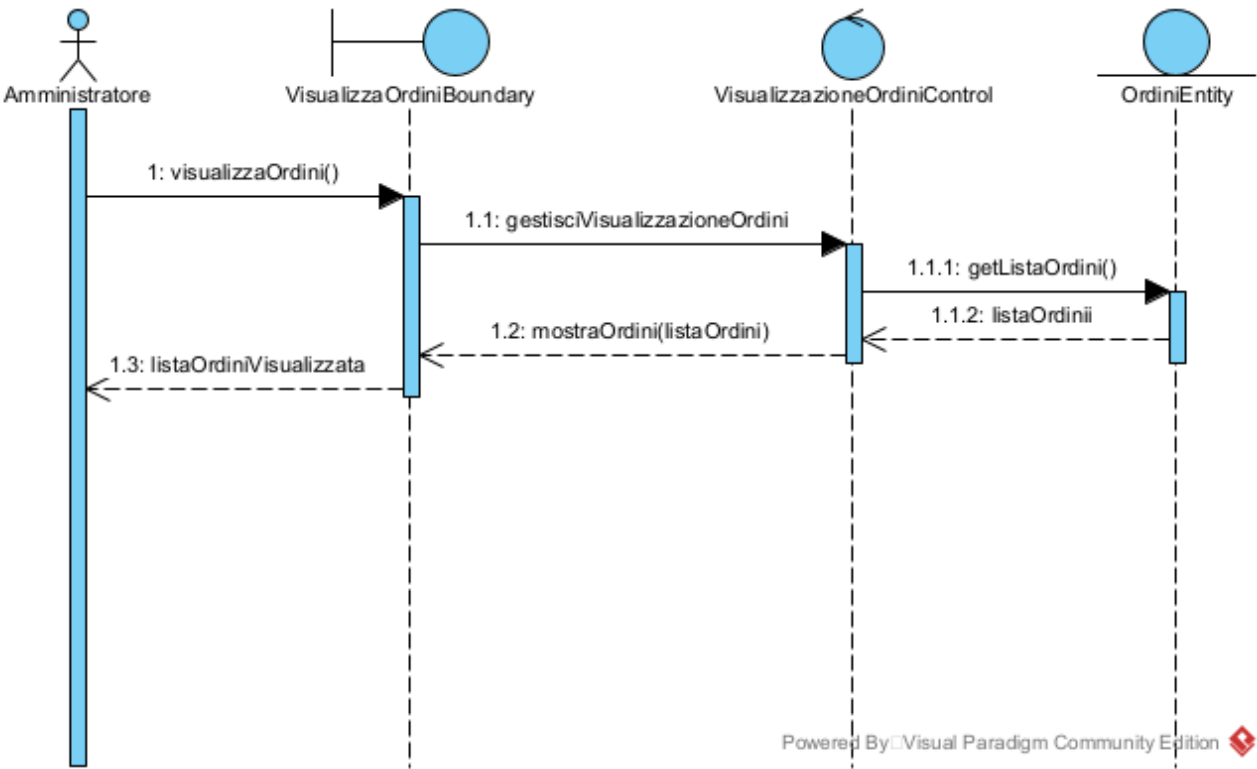 Amministratore
VisualizzaOrdiniBoundary
VisualizzazioneOrdiniControl
OrdiniEntity
1: visualizzaOrdini()
1.1: gestisciVisualizzazioneOrdini
1.1.1: getListaOrdini()
1.1.2: listaOrdinii
1.2: mostraOrdini(listaOrdini)
1.3: listaOrdiniVisualizzata
Powered By□Visual Paradigm Community Edition